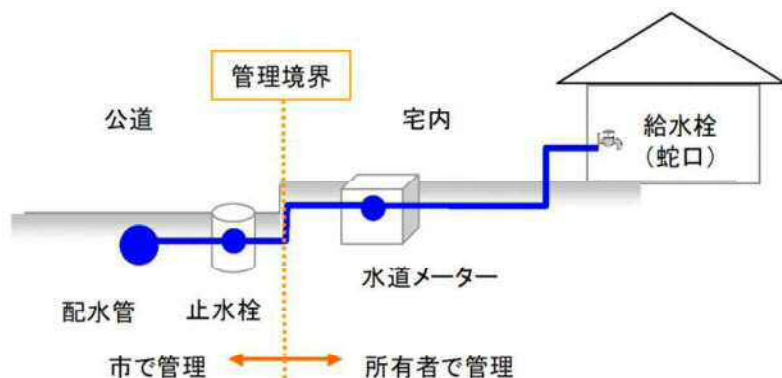 管理境界
公道
宅内
給水栓
（蛇口）
水道メーター
配水管
止水栓
市で管理
所有者で管理